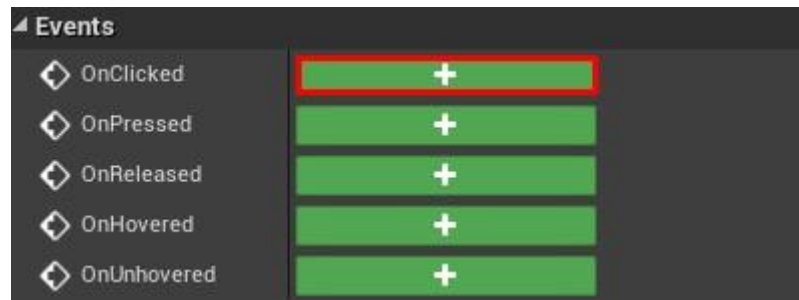 Events
OnClicked
OnPressed
OnReleased
OnHovered
OnUnhovered